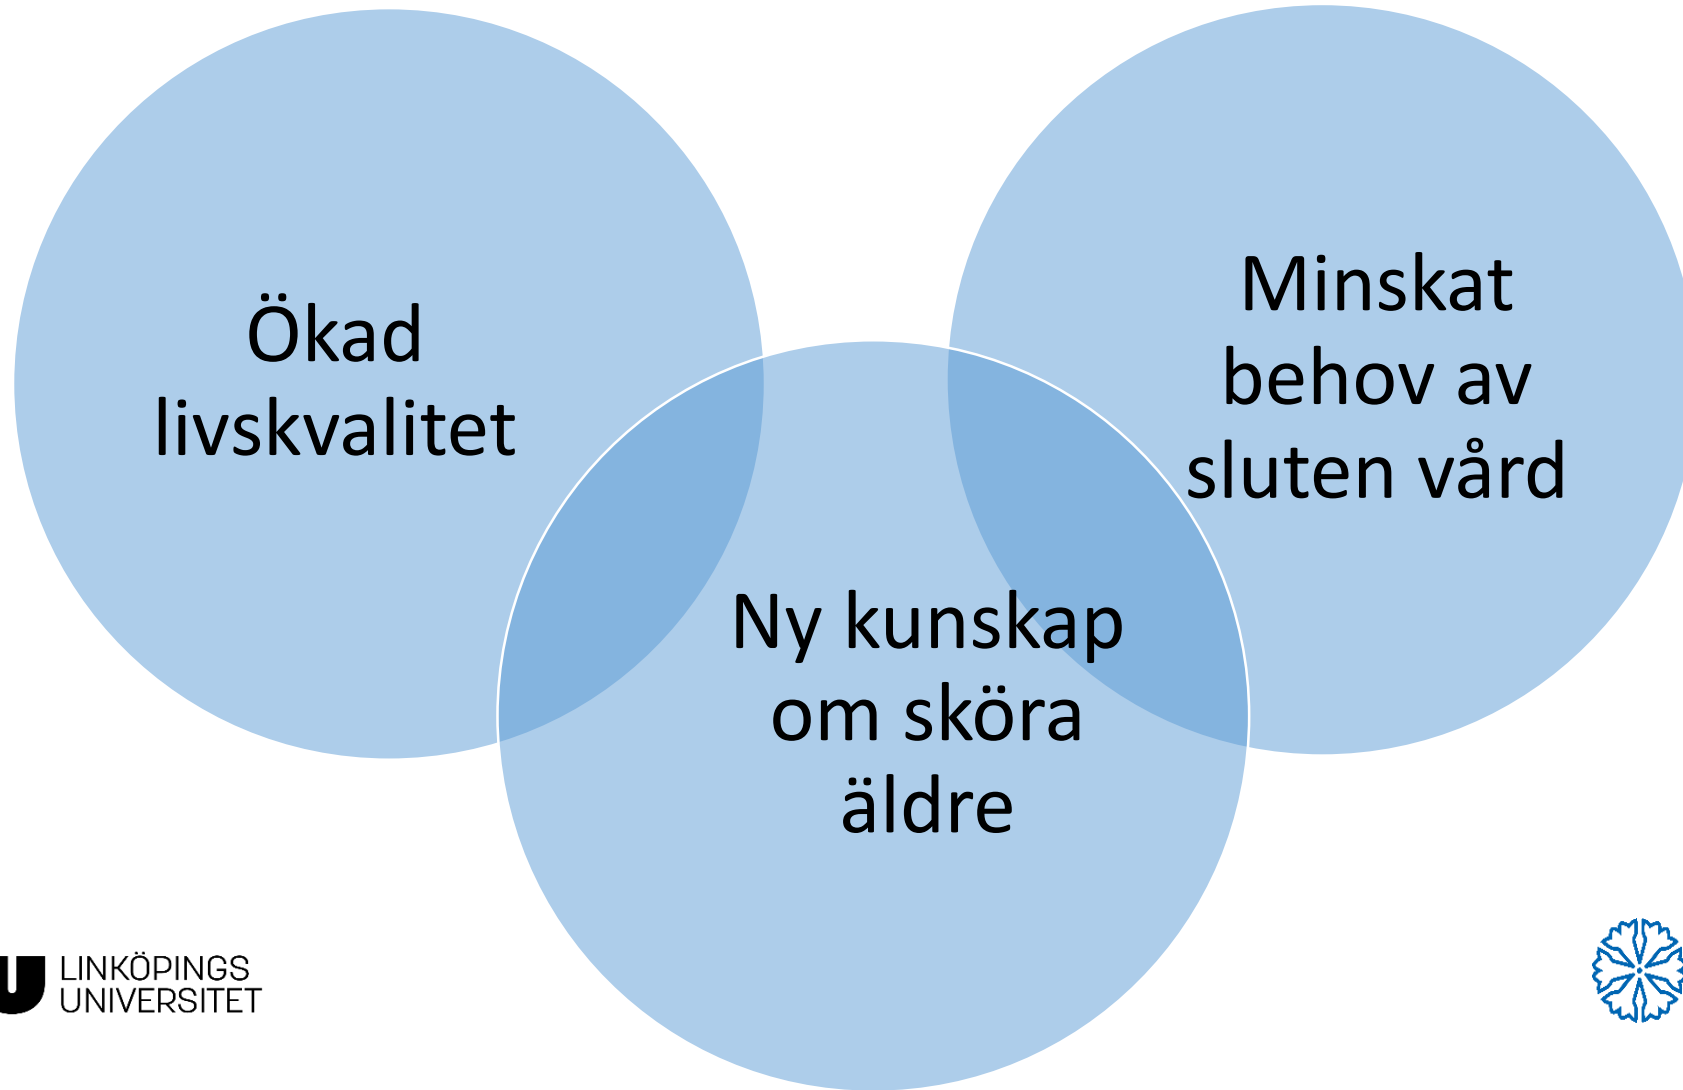 Ökad
livskvalitet
Minskat
behov av
sluten vård
Ny kunskap
om sköra
äldre
LINKÖPINGS
UNIVERSITET